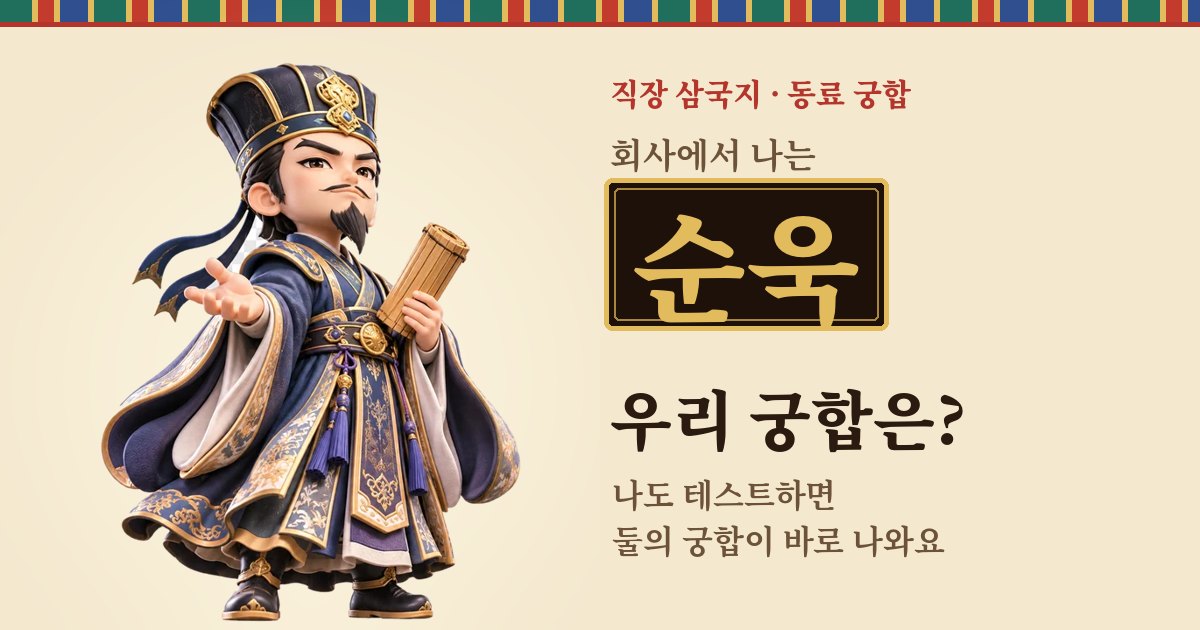 직장 삼국지 · 동료 궁합
회사에서 나는
순욱
우리 궁합은?
나도 테스트하면
둘의 궁합이 바로 나와요